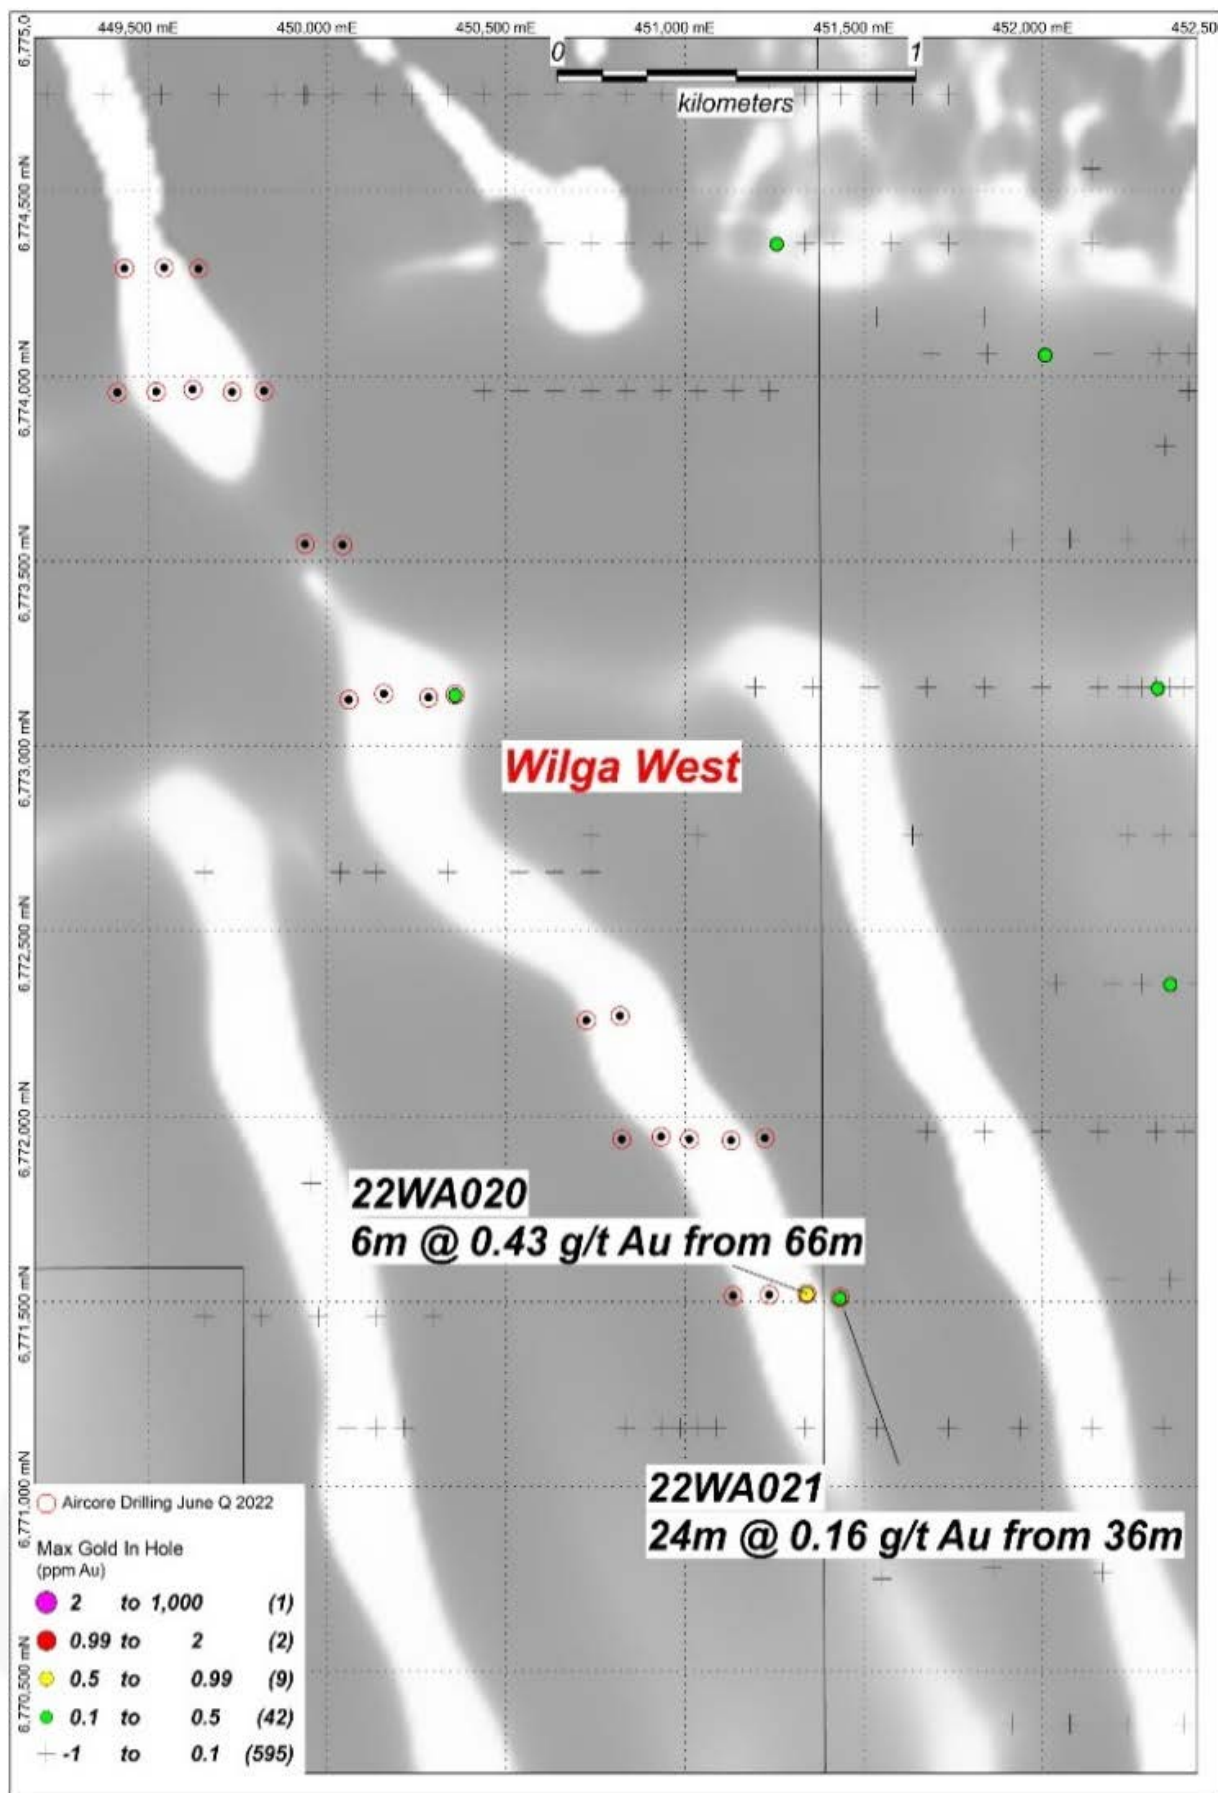 449,500 mE 450,000 mE 450,500 mE 451,000 mE 451,500 mE 452,000 mE 452,500
6,775,0
0 1
kilometers
6,774,500 mN
6,774,000 mN
6,773,500 mN
Wilga West
6,773,000 mN
6,772,500 mN
6,772,000 mN
22WA020
6m @ 0.43 g/t Au from 66m
6,771,500 mN
22WA021
24m @ 0.16 g/t Au from 36m
6,771,000 mN
Aircore Drilling June Q 2022
Max Gold In Hole
(ppm Au)
2 to 1,000 (1)
0.99 to 2 (2)
0.5 to 0.99 (9)
0.1 to 0.5 (42)
-1 to 0.1 (595)
6,770,500 mN